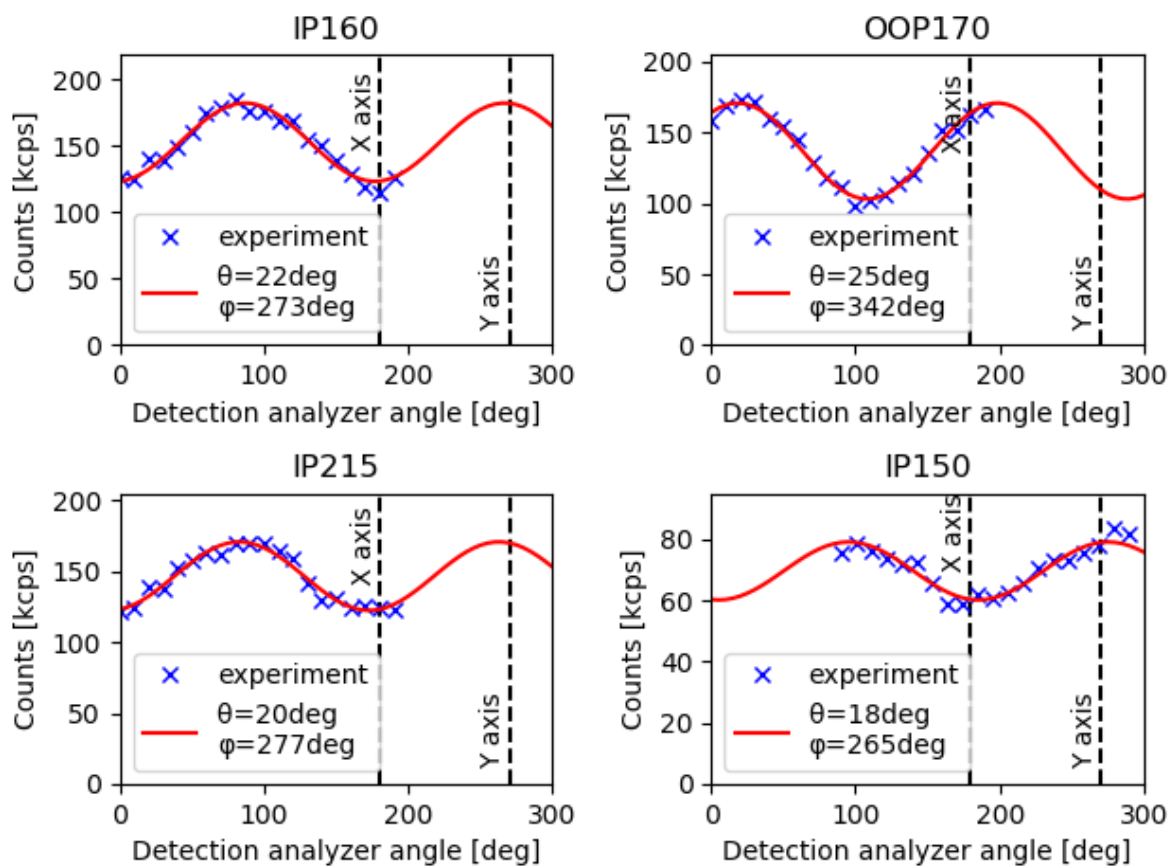 IP160
Counts [kcps]
200
150
100
50
0
X axis
Y axis
experiment
θ=22deg
φ=273deg
0 100 200 300
Detection analyzer angle [deg]
OOP170
Counts [kcps]
200
150
100
50
0
X axis
Y axis
experiment
θ=25deg
φ=342deg
0 100 200 300
Detection analyzer angle [deg]
IP215
Counts [kcps]
200
150
100
50
0
X axis
Y axis
experiment
θ=20deg
φ=277deg
0 100 200 300
Detection analyzer angle [deg]
IP150
Counts [kcps]
80
60
40
20
0
X axis
Y axis
experiment
θ=18deg
φ=265deg
0 100 200 300
Detection analyzer angle [deg]